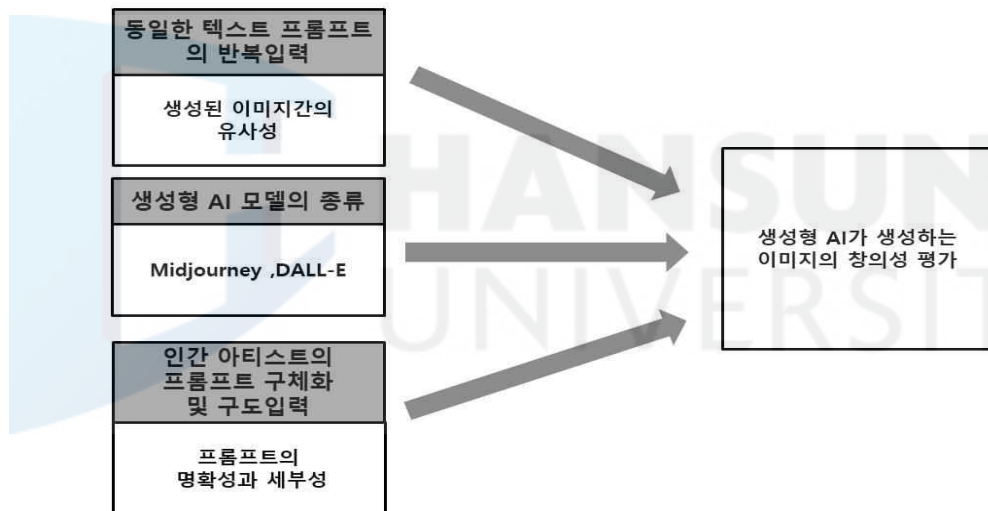 동일한 텍스트 프롬프트
의 반복입력
생성된 이미지간의
유사성
생성형 AI 모델의 종류
Midjourney ,DALL-E
인간 아티스트의
프롬프트 구체화
및 구도입력
프롬프트의
명확성과 세부성
생성형 AI가 생성하는
이미지의 창의성 평가
HANSUN
UNIVERSIT